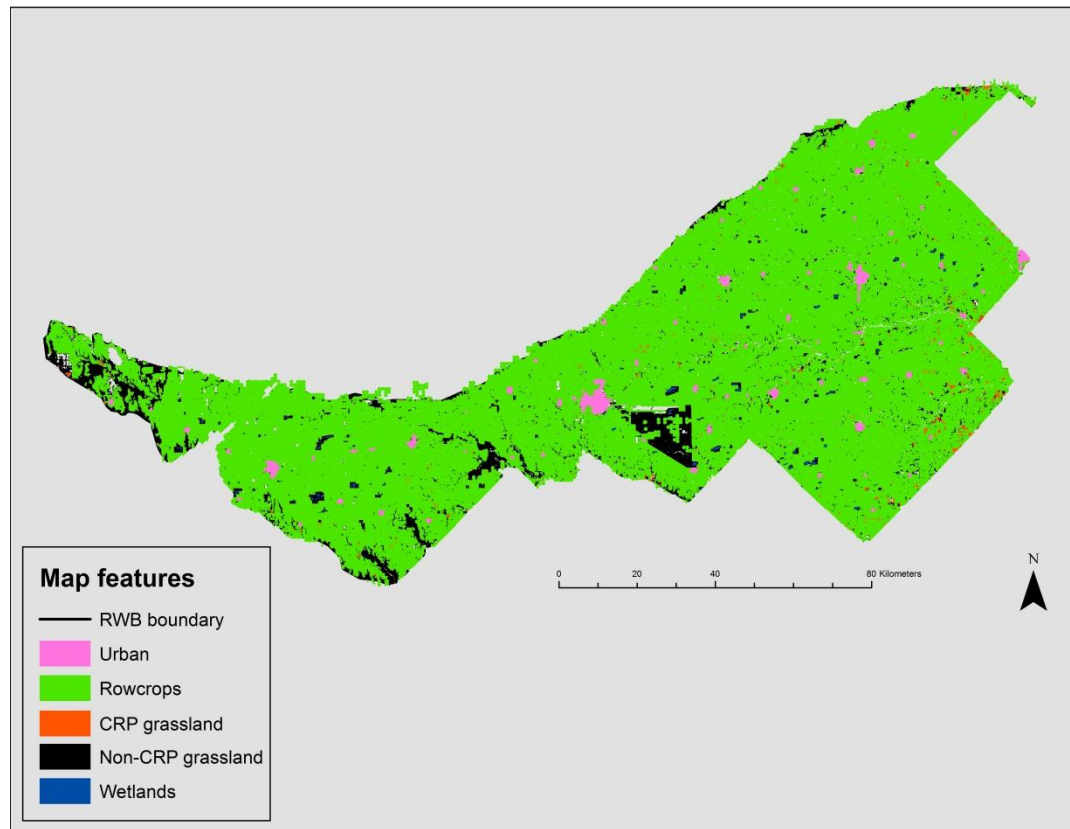 N
0 20 40 80 Kilometers
Map features
RWB boundary
Urban
Rowcrops
CRP grassland
Non-CRP grassland
Wetlands